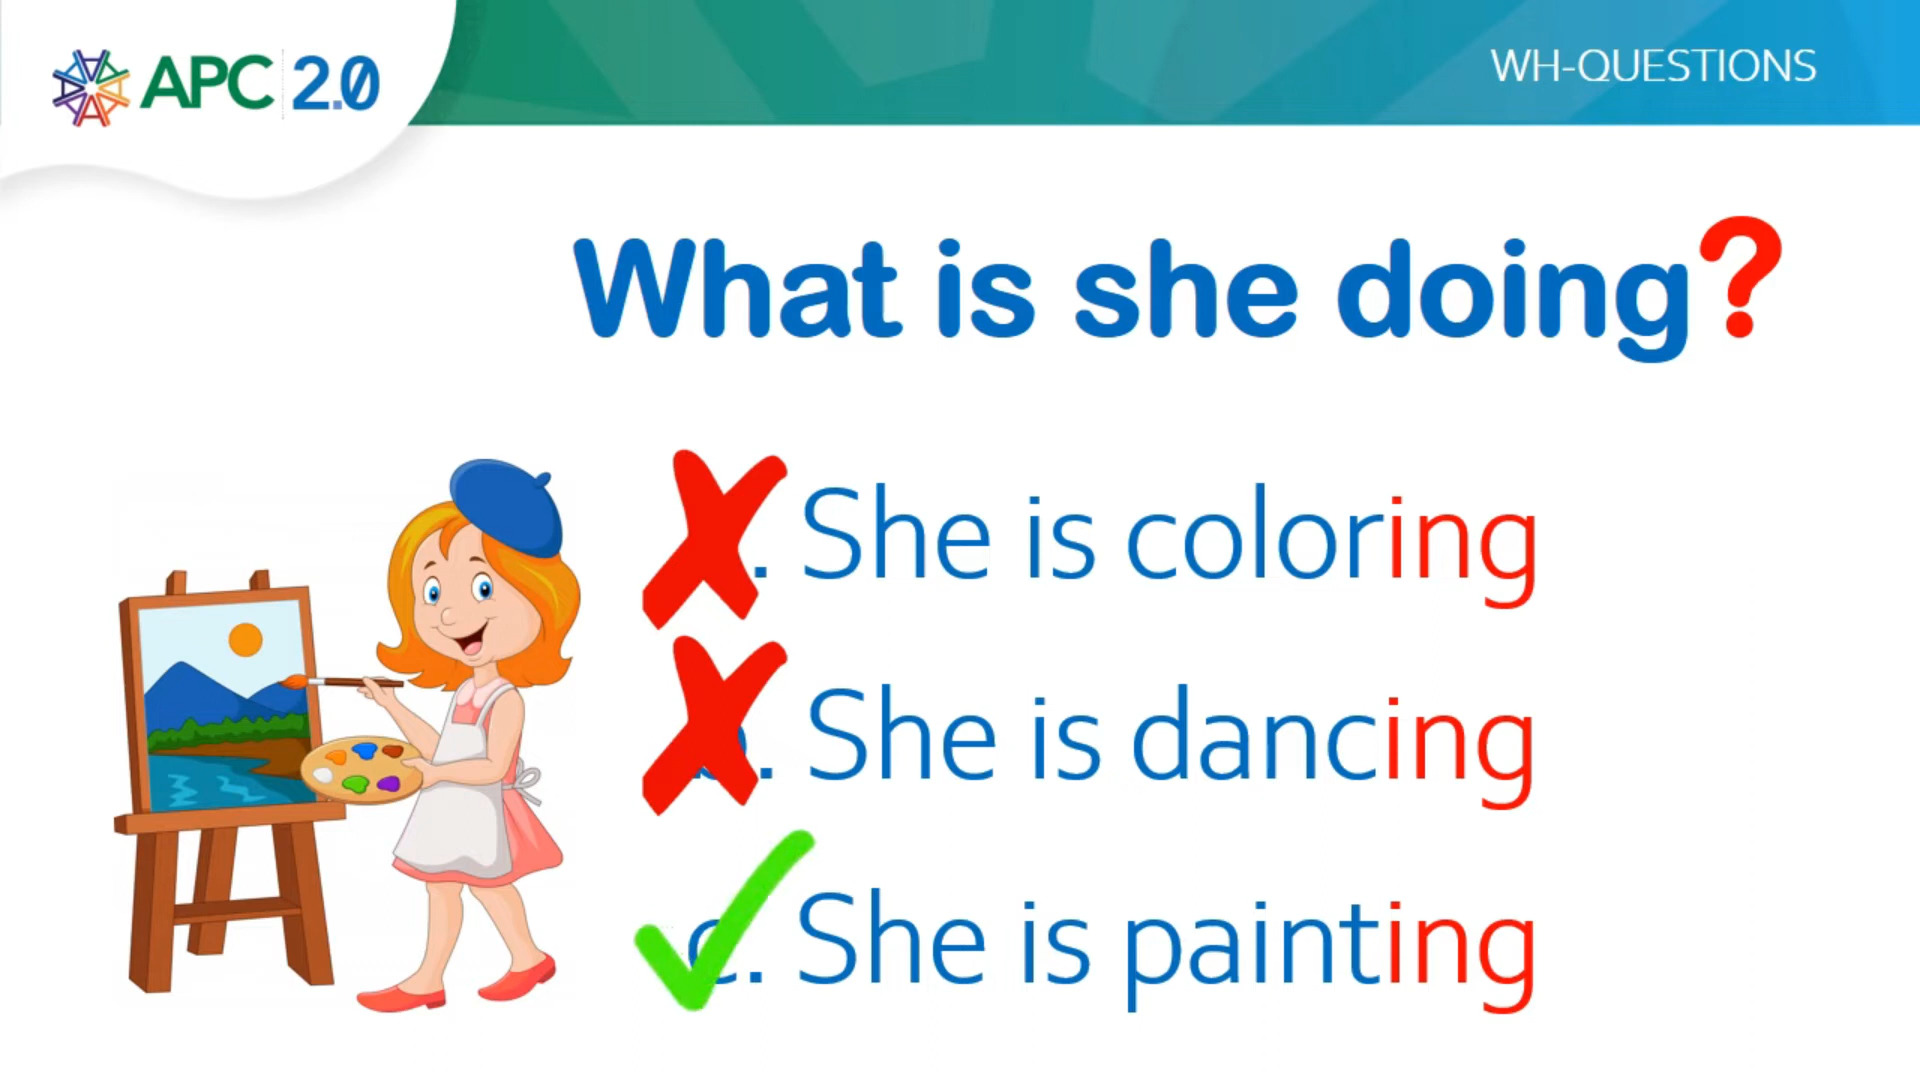 APC 2.0
WH-QUESTIONS
What is she doing?
. She is coloring
b. She is dancing
c. She is painting